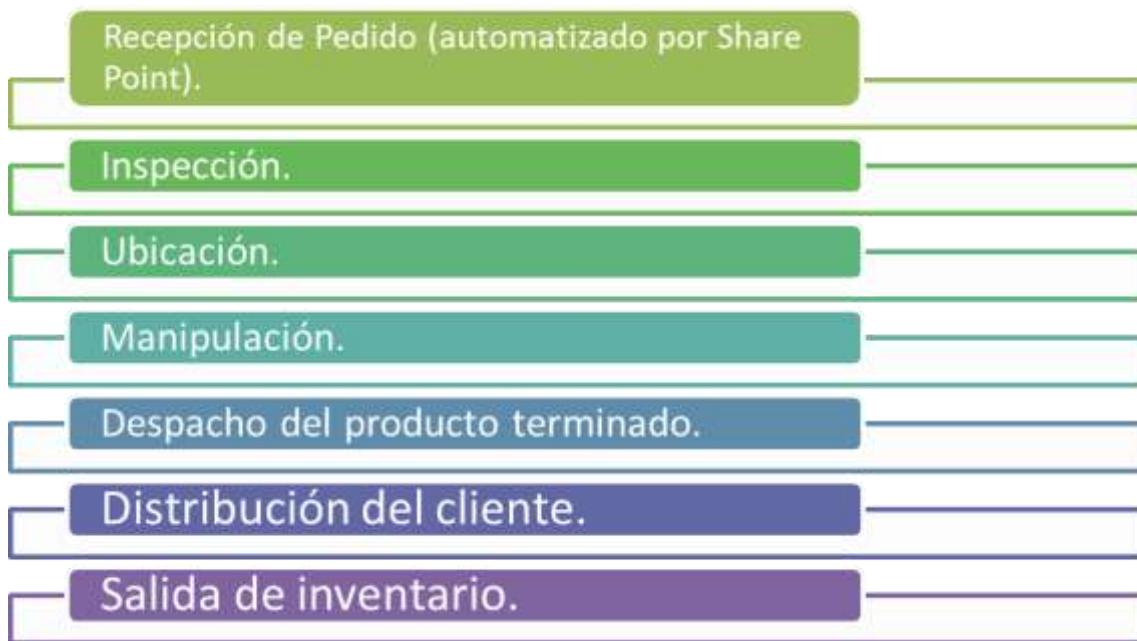 Recepción de Pedido (automatizado por Share
Point).
Inspección.
Ubicación.
Manipulación.
Despacho del producto terminado.
Distribución del cliente.
Salida de inventario.